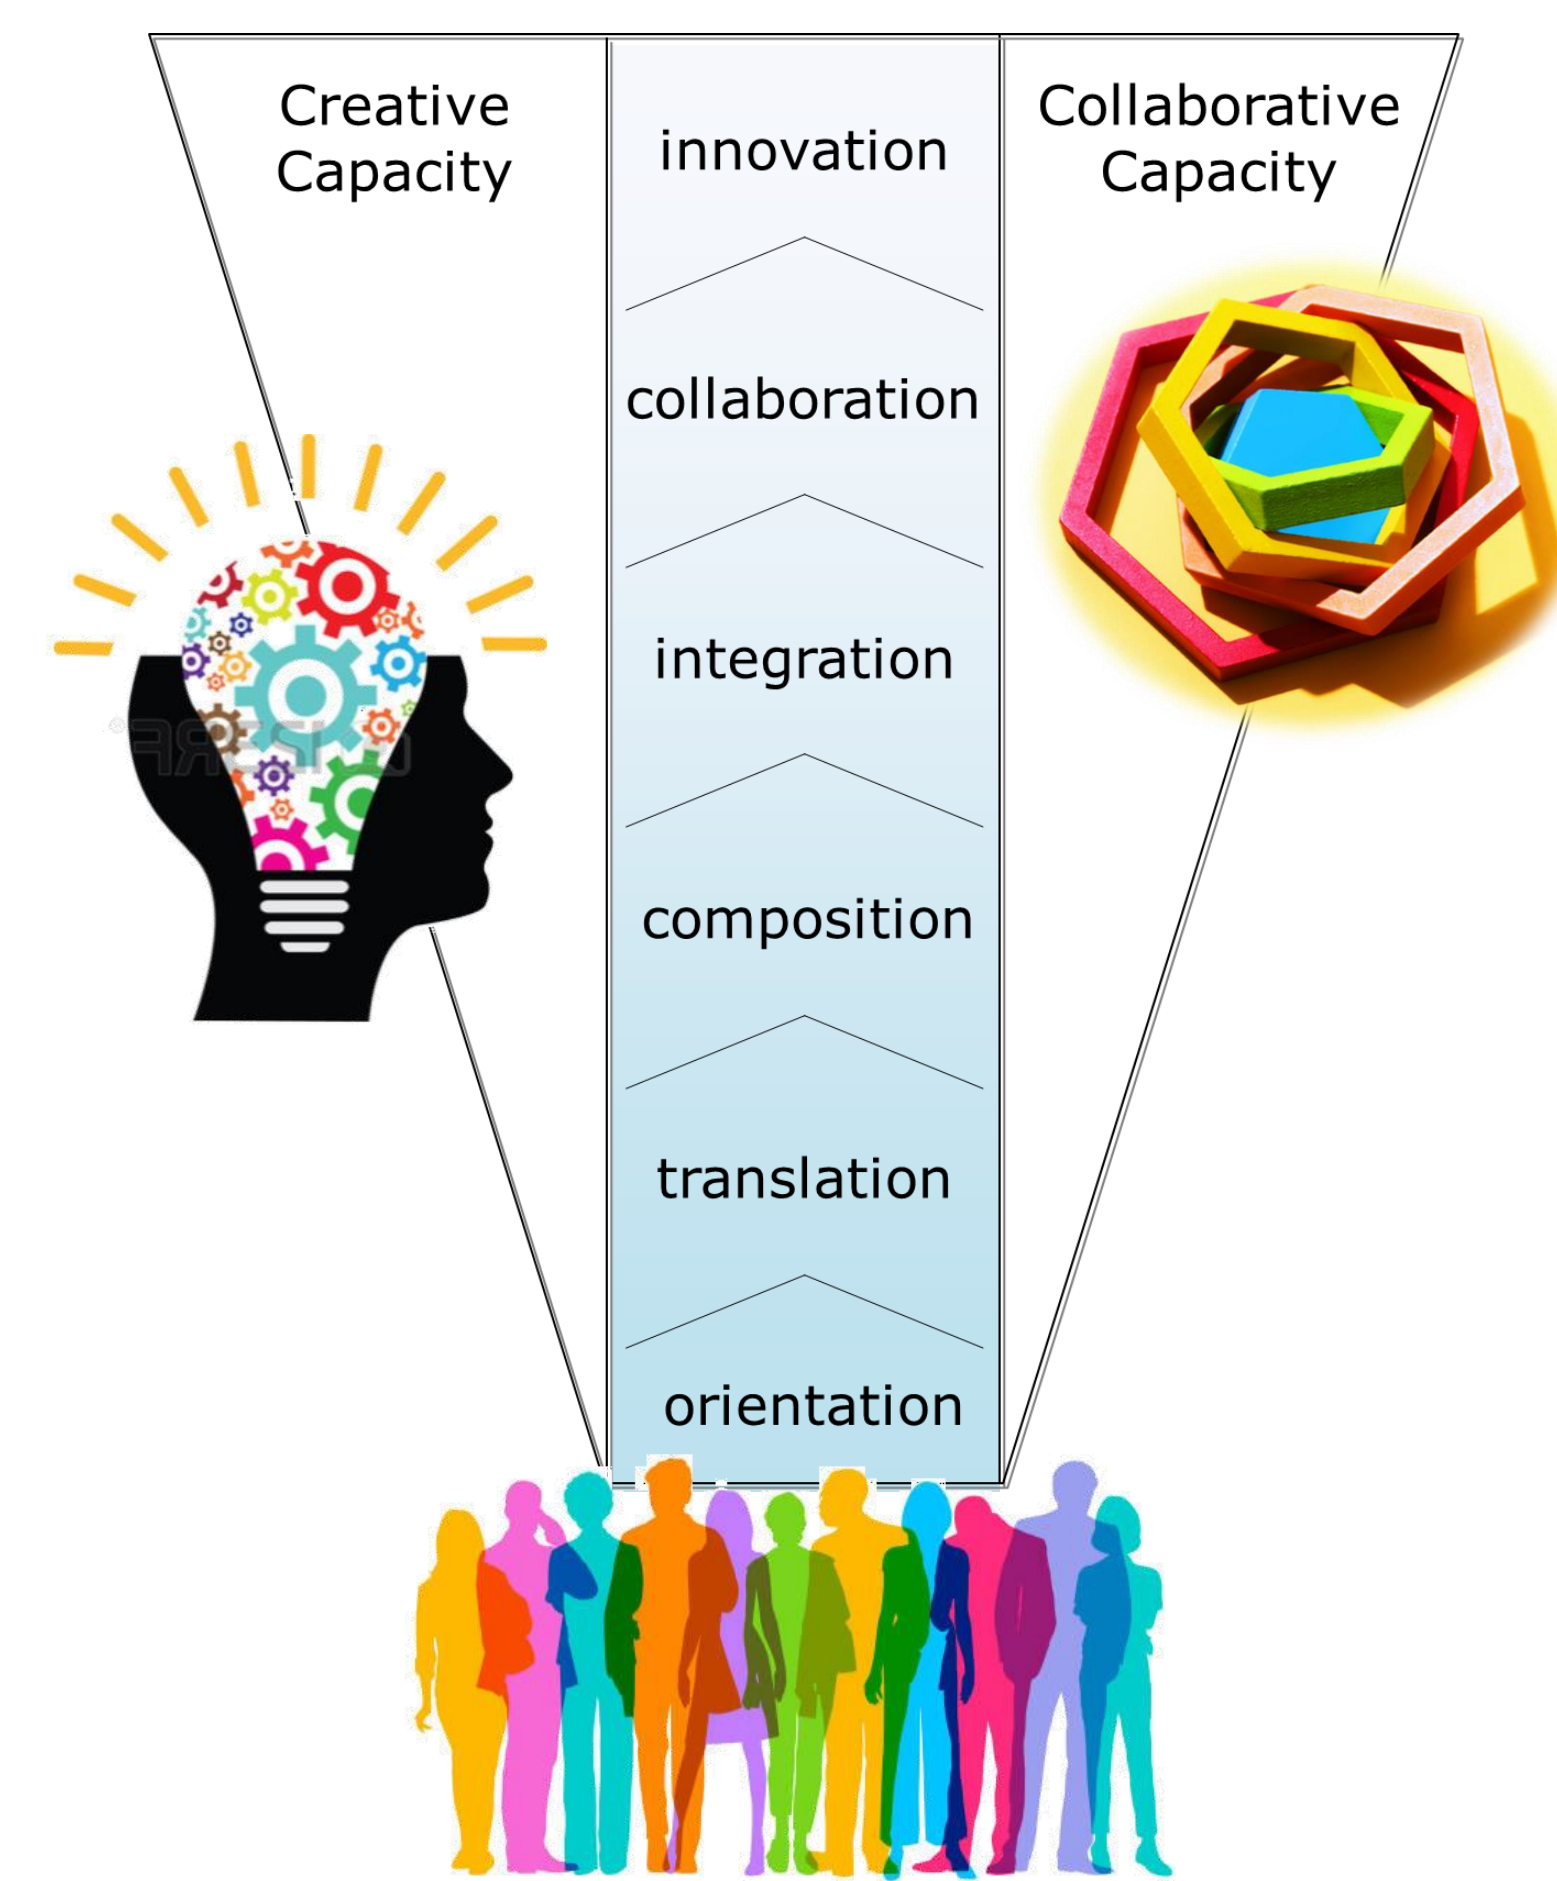 Creative
Capacity
innovation
Collaborative
Capacity
collaboration
integration
composition
translation
orientation